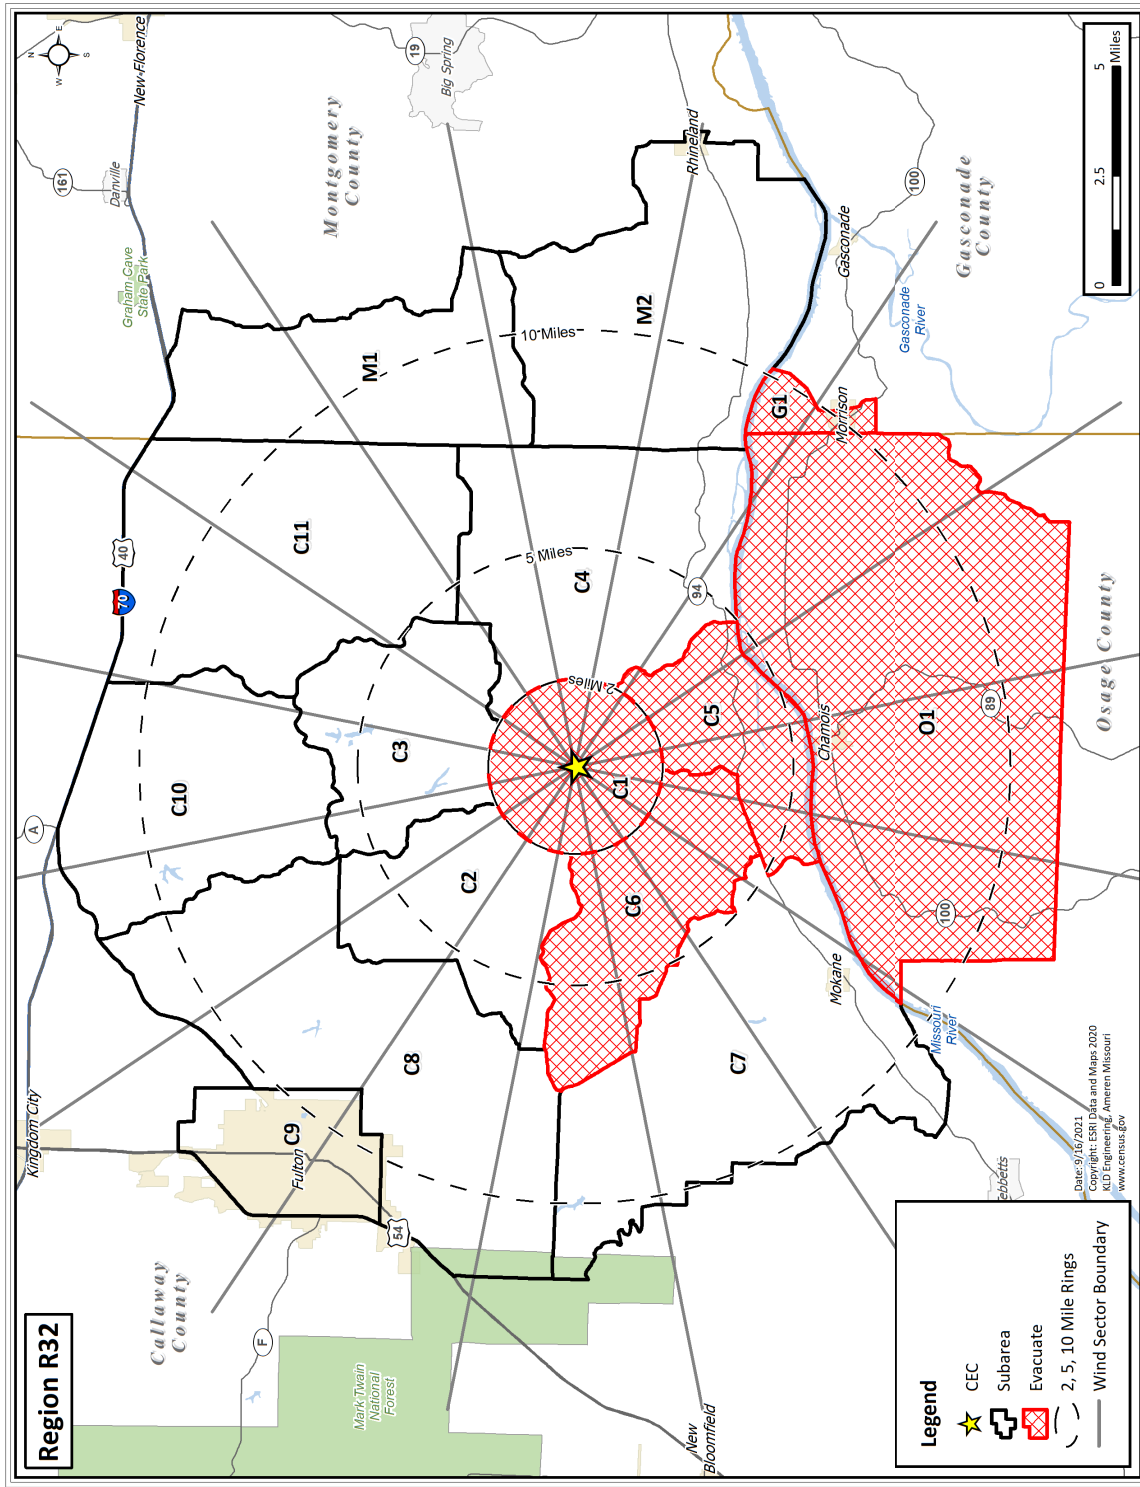 Region R32
Kingdom City
A
New Florence
N
E
S
W
161
Danville
Graham Cave
State Park
Montgomery
County
19
Big Spring
Callaway
County
F
C9
Fulton
54
C8
C10
70
40
C11
M1
10 Miles
M2
Rhineland
Mark Twain
National
Forest
New
Bloomfield
C2
C3
5 Miles
C4
2 Miles
C1
C6
C5
94
C7
Mokane
Chamois
G1
Morrison
Gasconade
100
Gasconade
County
Gasconade
River
Missouri
River
100
O1
89
Osage County
Tebbetts
Legend
CEC
Subarea
Evacuate
2, 5, 10 Mile Rings
Wind Sector Boundary
Date: 9/16/2021
Copyright: ESRI Data and Maps 2020
KLD Engineering, Ameren Missouri
www.census.gov
0
2.5
5
Miles